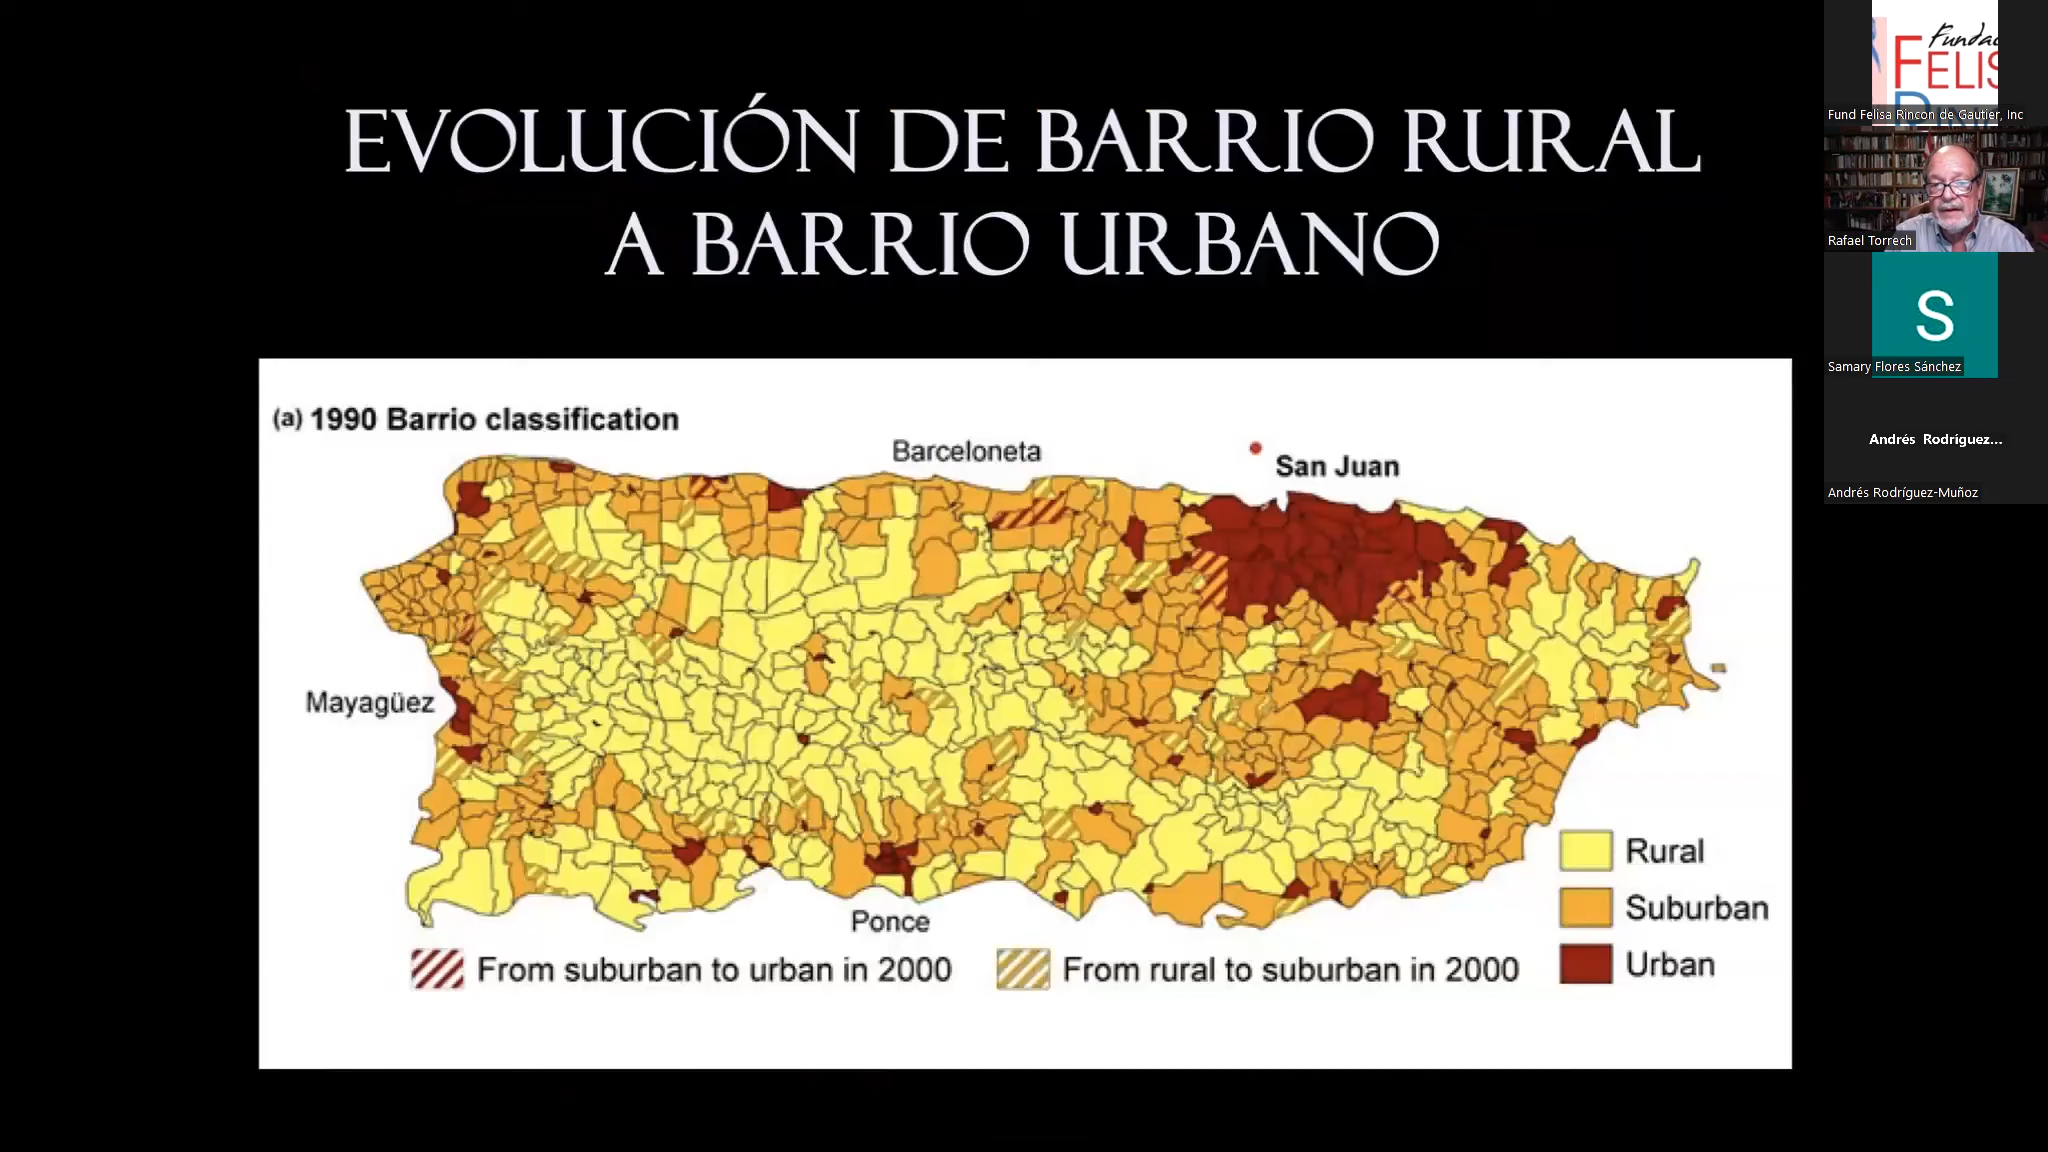 EVOLUCIÓN DE BARRIO RURAL
A BARRIO URBANO
(a) 1990 Barrio classification
Barceloneta
San Juan
Mayagüez
Ponce
Rural
Suburban
Urban
From suburban to urban in 2000
From rural to suburban in 2000
Fund Felisa Rincon de Gautier, Inc
Rafael Torrech
S
Samary Flores Sánchez
Andrés Rodríguez...
Andrés Rodríguez-Muñoz